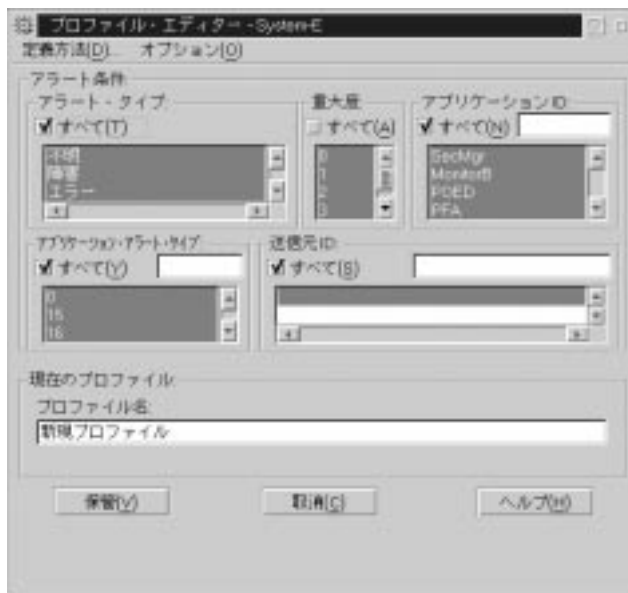 プロファイル・エディター - System-E
定義方法(D)... オプション(O)
アラート条件:
アラート・タイプ:
すべて(T)
不明
障害
エラー
重大度
すべて(A)
0
1
2
3
アプリケーション ID:
すべて(N)
SecMgr
MonitorB
POED
PFA
アプリケーション・アラート・タイプ:
すべて(Y)
0
15
16
送信元 ID:
すべて(S)
現在のプロファイル:
プロファイル名:
新規プロファイル
保管(V)
取消(C)
ヘルプ(H)